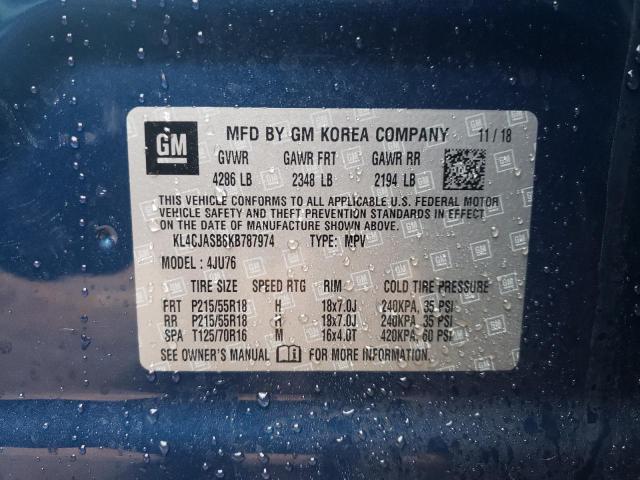 GM MFD BY GM KOREA COMPANY 11 / 18
GVWR GAWR FRT GAWR RR
4286 LB 2348 LB 2194 LB
THIS VEHICLE CONFORMS TO ALL APPLICABLE U.S. FEDERAL MOTOR
VEHICLE SAFETY AND THEFT PREVENTION STANDARDS IN EFFECT ON
THE DATE OF MANUFACTURE SHOWN ABOVE.
KL4CJASB6KB787974 TYPE: MPV
MODEL: 4JU76
TIRE SIZE SPEED RTG RIM COLD TIRE PRESSURE
FRT P215/55R18 H 18x7.0J 240KPA, 35 PSI
RR P215/55R18 H 18x7.0J 240KPA, 35 PSI
SPA T125/70R16 M 16x4.0T 420KPA, 60 PSI
SEE OWNER'S MANUAL FOR MORE INFORMATION.